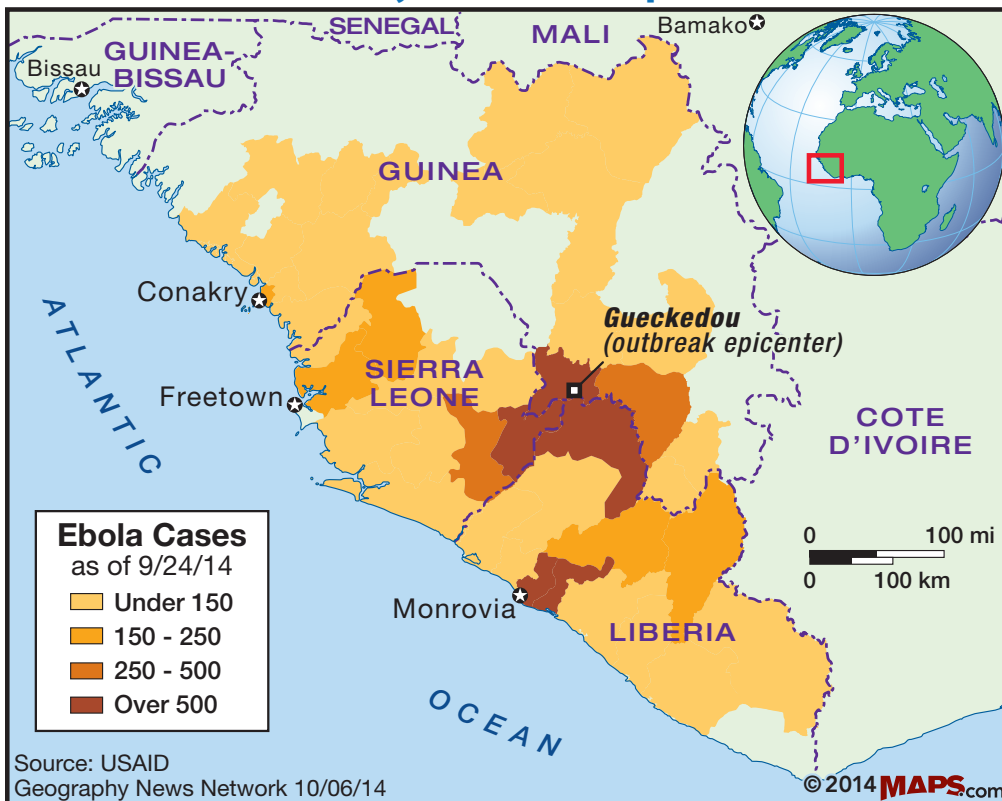 SENEGAL
MALI
Bamako
GUINEA-
BISSAU
Bissau
GUINEA
Conakry
Gueckedou
(outbreak epicenter)
SIERRA
LEONE
Freetown
COTE
D'IVOIRE
ATLANTIC
OCEAN
Ebola Cases
as of 9/24/14
Under 150
150 - 250
250 - 500
Over 500
0 100 mi
0 100 km
Monrovia
LIBERIA
Source: USAID
Geography News Network 10/06/14
© 2014 MAPS.com